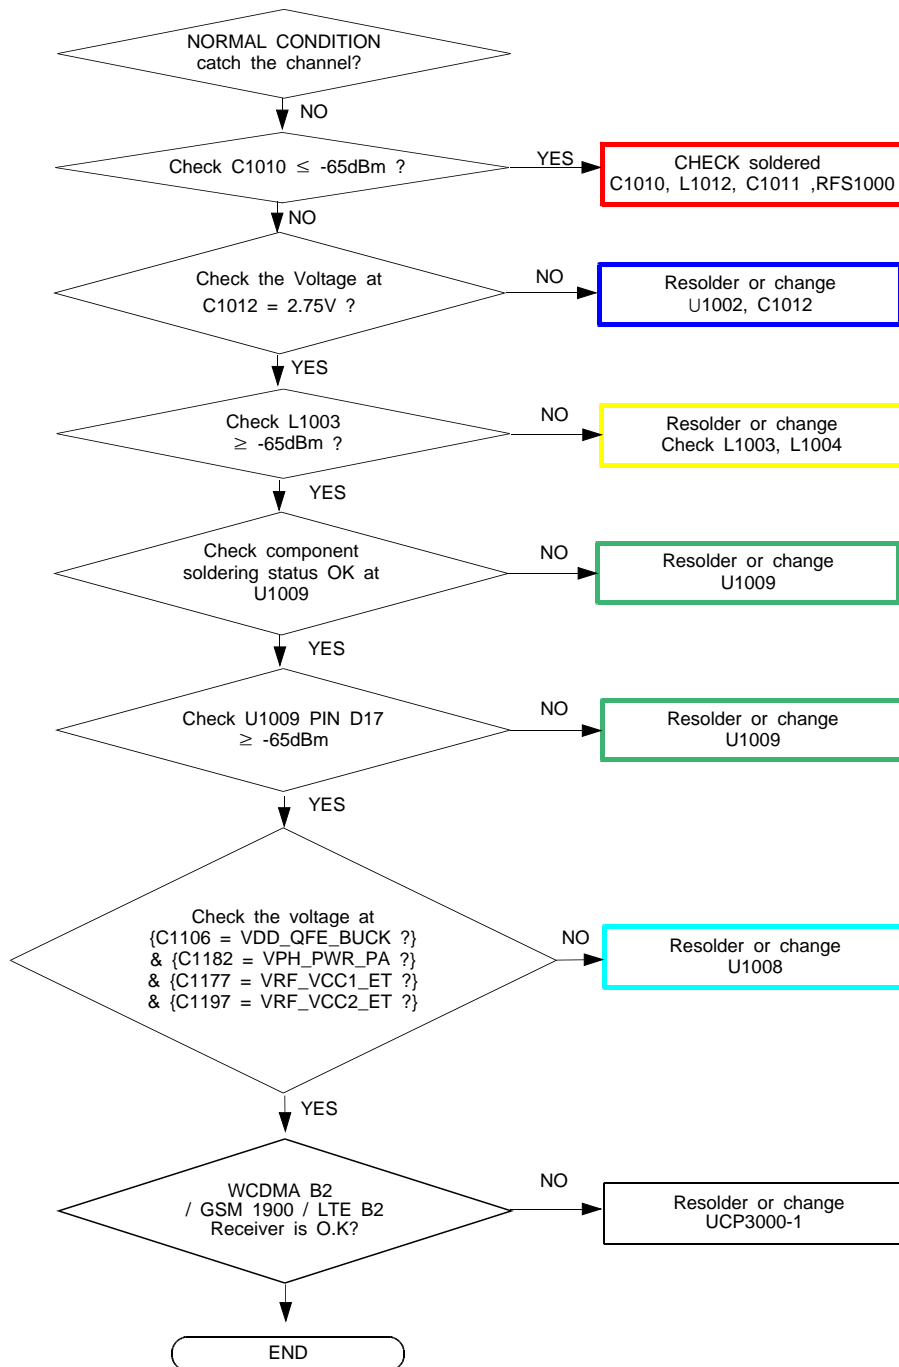 NORMAL CONDITION
catch the channel?
NO
Check C1010 ≤ -65dBm ?
YES
CHECK soldered
C1010, L1012, C1011 ,RFS1000
NO
Check the Voltage at
C1012 = 2.75V ?
NO
Resolder or change
U1002, C1012
YES
Check L1003
≥ -65dBm ?
NO
Resolder or change
Check L1003, L1004
YES
Check component
soldering status OK at
U1009
NO
Resolder or change
U1009
YES
Check U1009 PIN D17
≥ -65dBm
NO
Resolder or change
U1009
YES
Check the voltage at
{C1106 = VDD_QFE_BUCK ?}
& {C1182 = VPH_PWR_PA ?}
& {C1177 = VRF_VCC1_ET ?}
& {C1197 = VRF_VCC2_ET ?}
NO
Resolder or change
U1008
YES
WCDMA B2
/ GSM 1900 / LTE B2
Receiver is O.K?
NO
Resolder or change
UCP3000-1
END